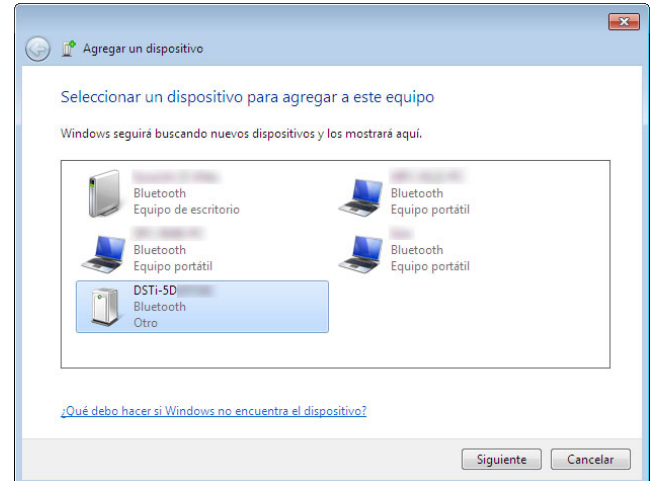 Agregar un dispositivo
Seleccionar un dispositivo para agregar a este equipo
Windows seguirá buscando nuevos dispositivos y los mostrará aquí.
Bluetooth
Equipo de escritorio
Bluetooth
Equipo portátil
Bluetooth
Equipo portátil
Bluetooth
Equipo portátil
DSTi-5D
Bluetooth
Otro
¿Qué debo hacer si Windows no encuentra el dispositivo?
Siguiente
Cancelar